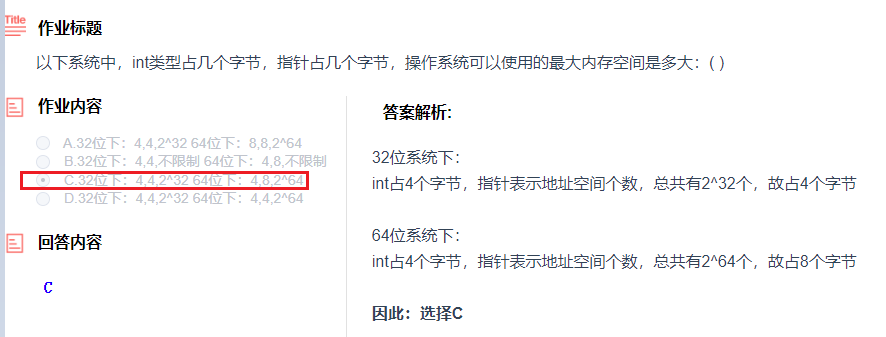 Title
作业标题
以下系统中，int类型占几个字节，指针占几个字节，操作系统可以使用的最大内存空间是多大：( )
作业内容
A.32位下：4,4,2^32 64位下：8,8,2^64
B.32位下：4,4,不限制 64位下：4,8,不限制
C.32位下：4,4,2^32 64位下：4,8,2^64
D.32位下：4,4,2^32 64位下：4,4,2^64
回答内容
C
答案解析:
32位系统下：
int占4个字节，指针表示地址空间个数，总共有2^32个，故占4个字节
64位系统下：
int占4个字节，指针表示地址空间个数，总共有2^64个，故占8个字节
因此：选择C